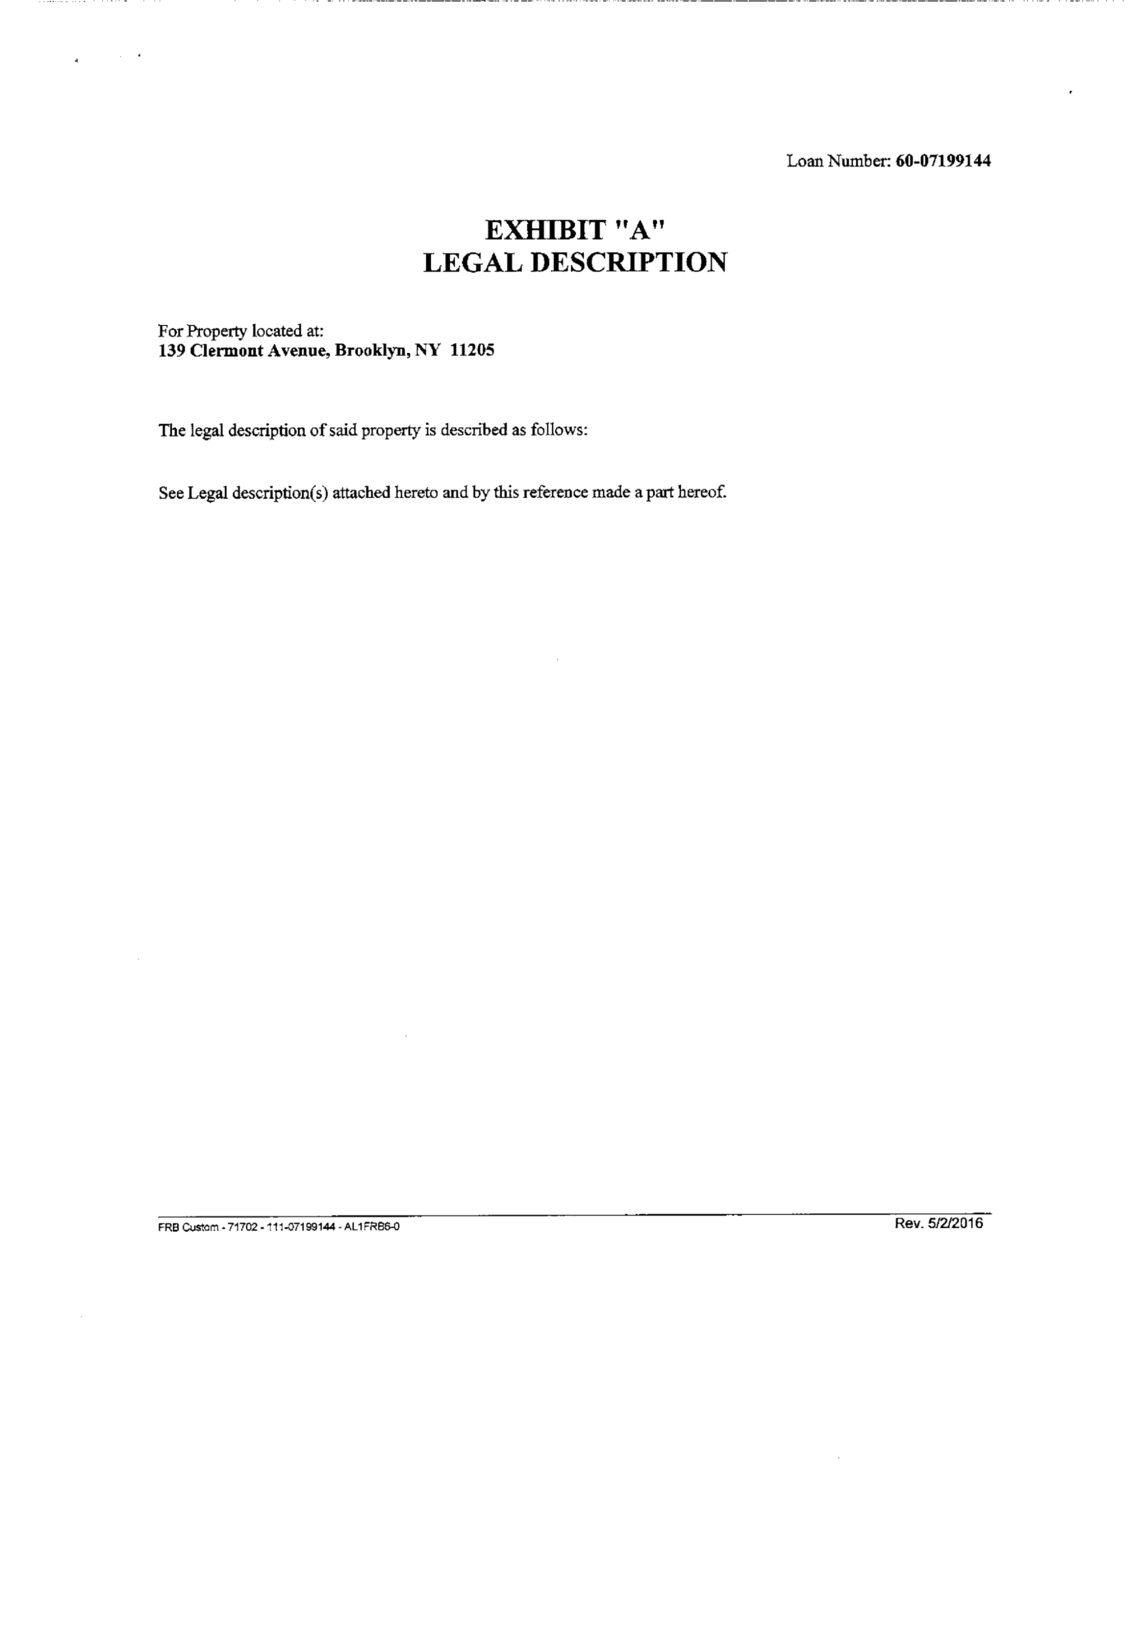 Loan Number: 60-07199144
EXHIBIT "A"
LEGAL DESCRIPTION
For Property located at:
139 Clermont Avenue, Brooklyn, NY 11205
The legal description of said property is described as follows:
See Legal description(s) attached hereto and by this reference made a part hereof.
FRB Custom - 71702 - 111-07199144 - AL1FRB6-0
Rev. 5/2/2016